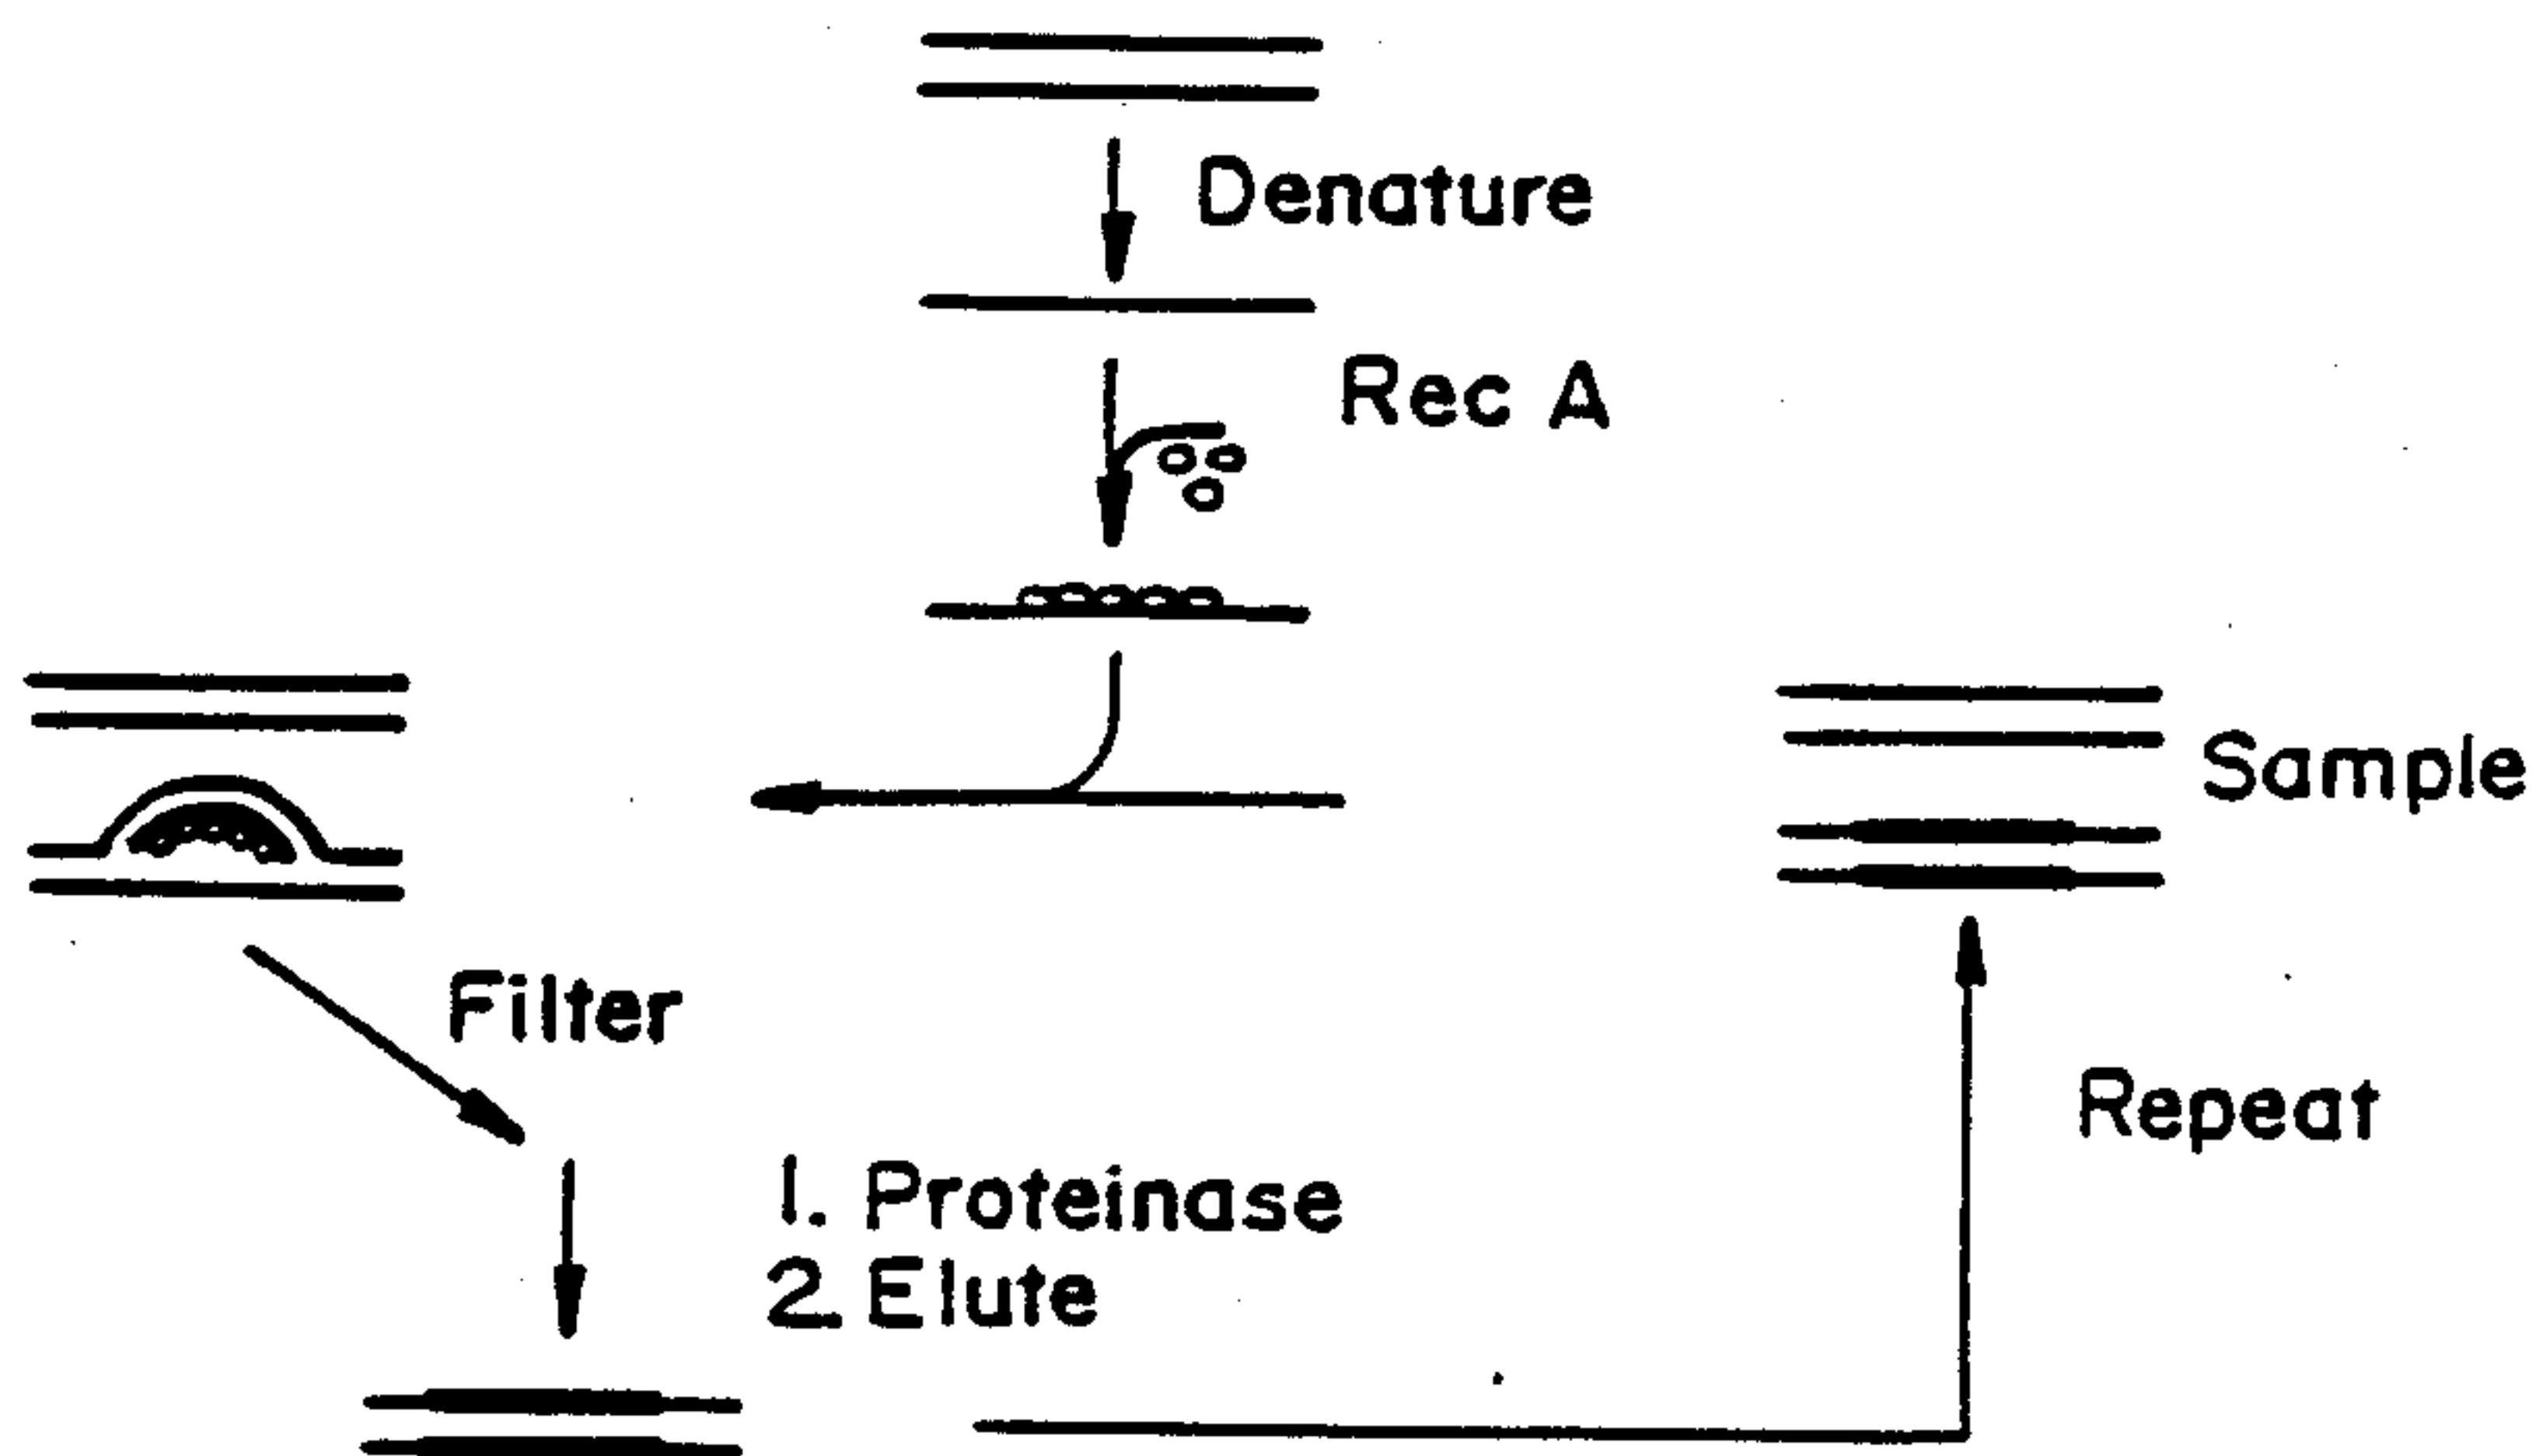 Denature
Rec A
Sample
Filter
Repeat
1. Proteinase
2. Elute